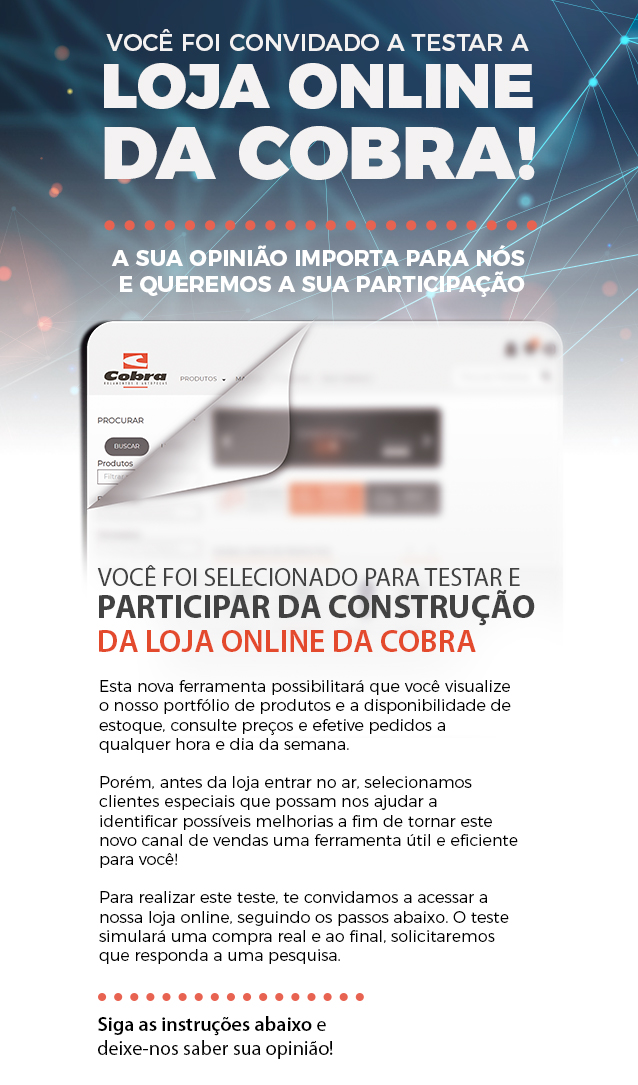 VOCÊ FOI CONVIDADO A TESTAR A
LOJA ONLINE
DA COBRA!
A SUA OPINIÃO IMPORTA PARA NÓS
E QUEREMOS A SUA PARTICIPAÇÃO
Cobra
ROLAMENTOS E AUTOPEÇAS
PRODUTOS
PROCURAR
BUSCAR
Produtos
VOCÊ FOI SELECIONADO PARA TESTAR E
PARTICIPAR DA CONSTRUÇÃO
DA LOJA ONLINE DA COBRA
Esta nova ferramenta possibilitará que você visualize
o nosso portfólio de produtos e a disponibilidade de
estoque, consulte preços e efetive pedidos a
qualquer hora e dia da semana.
Porém, antes da loja entrar no ar, selecionamos
clientes especiais que possam nos ajudar a
identificar possíveis melhorias a fim de tornar este
novo canal de vendas uma ferramenta útil e eficiente
para você!
Para realizar este teste, te convidamos a acessar a
nossa loja online, seguindo os passos abaixo. O teste
simulará uma compra real e ao final, solicitaremos
que responda a uma pesquisa.
Siga as instruções abaixo e
deixe-nos saber sua opinião!